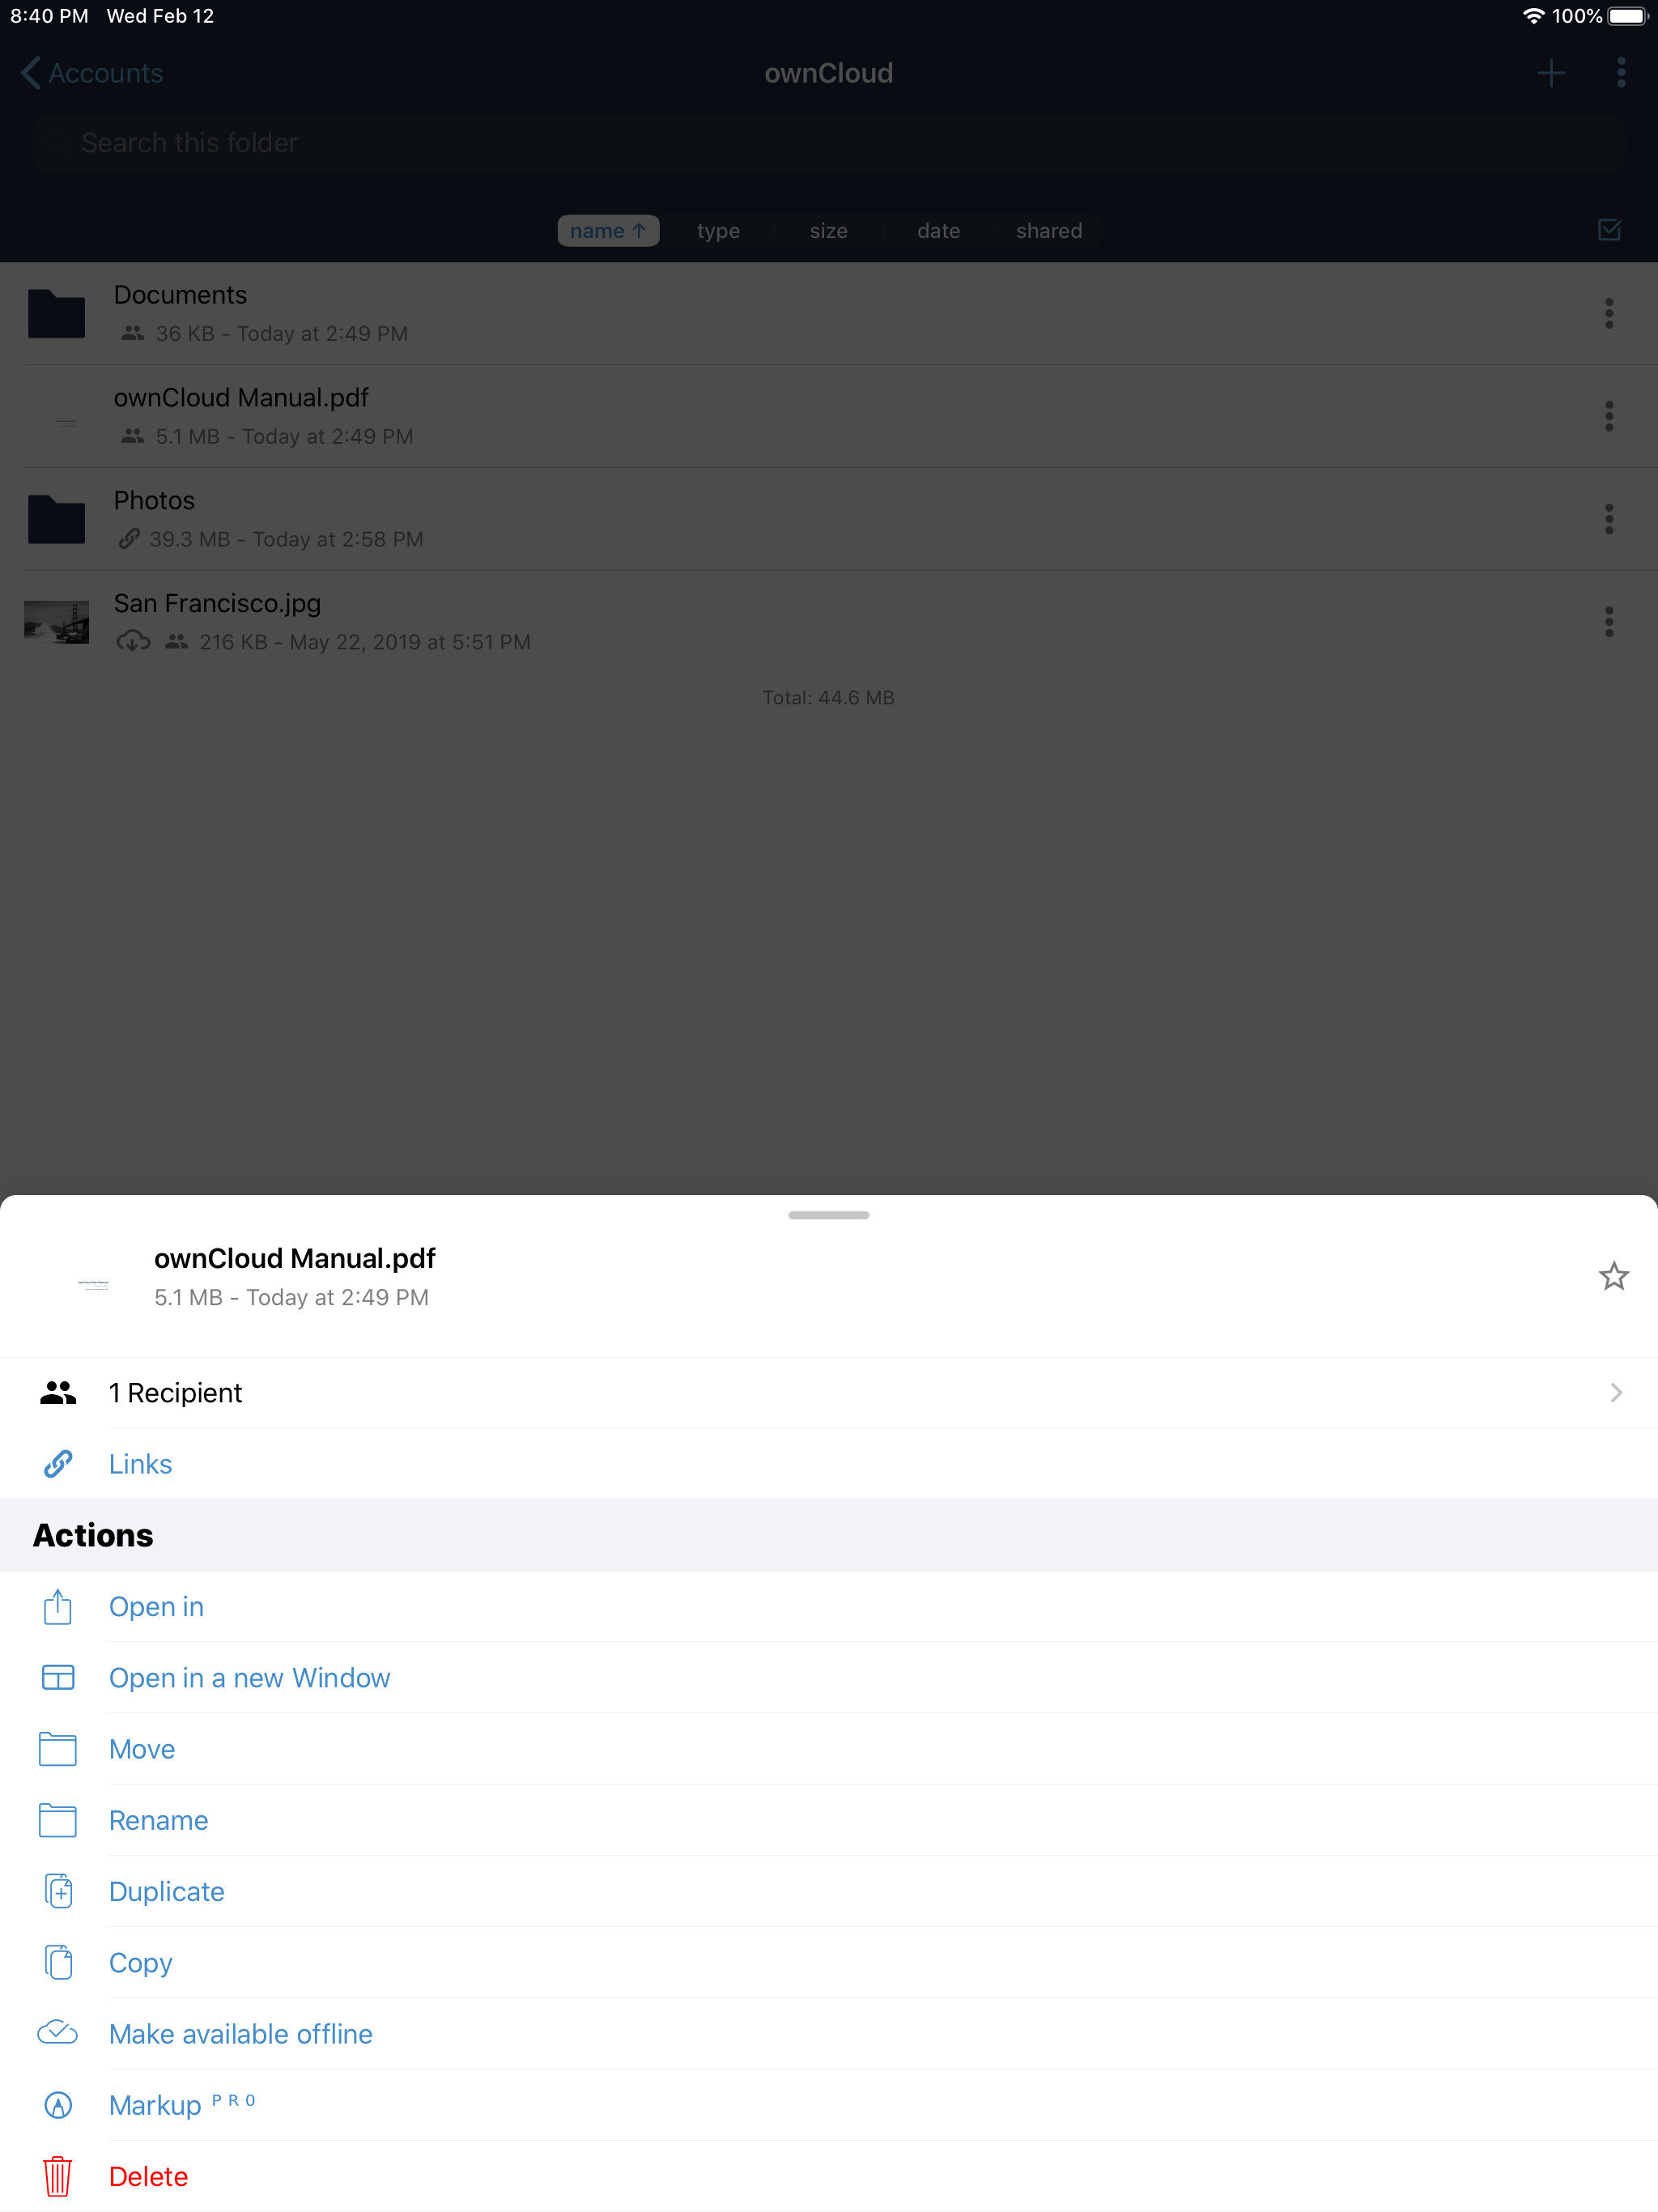 8:40 PM Wed Feb 12 100%
Accounts ownCloud
Search this folder
name ↑ type size date shared
Documents
36 KB - Today at 2:49 PM
ownCloud Manual.pdf
5.1 MB - Today at 2:49 PM
Photos
39.3 MB - Today at 2:58 PM
San Francisco.jpg
216 KB - May 22, 2019 at 5:51 PM
Total: 44.6 MB
ownCloud Manual.pdf
5.1 MB - Today at 2:49 PM
1 Recipient
Links
Actions
Open in
Open in a new Window
Move
Rename
Duplicate
Copy
Make available offline
Markup PRO
Delete